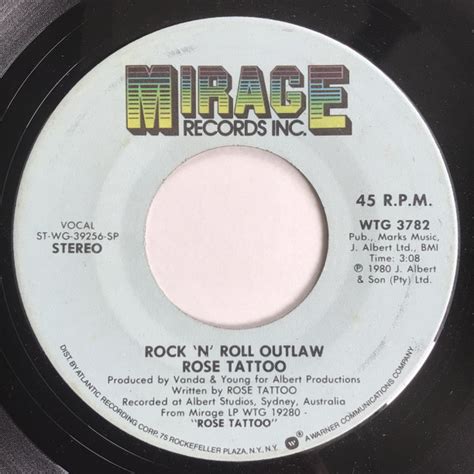 MIRAGE
RECORDS INC.
45 R.P.M.
VOCAL
ST-WG-39256-SP
STEREO
WTG 3782
Pub., Marks Music,
J. Albert Ltd., BMI
Time: 3:08
Ⓟ 1980 J. Albert
& Son (Pty) Ltd.
ROCK 'N' ROLL OUTLAW
ROSE TATTOO
Produced by Vanda & Young for Albert Productions
Written by ROSE TATTOO
Recorded at Albert Studios, Sydney, Australia
From Mirage LP WTG 19280 -
"ROSE TATTOO"
DIST. BY ATLANTIC RECORDING CORP., 75 ROCKEFELLER PLAZA, N.Y., N.Y. W A WARNER COMMUNICATIONS COMPANY